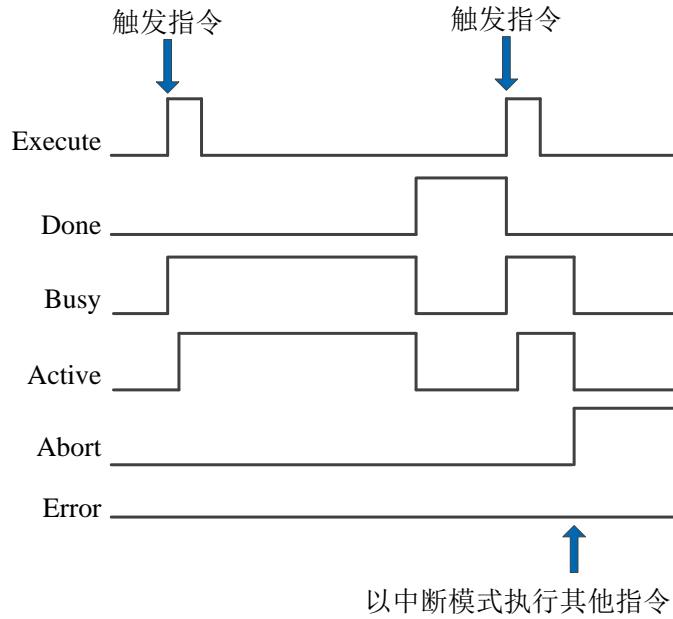 触发指令
触发指令
Execute
Done
Busy
Active
Abort
Error
以中断模式执行其他指令